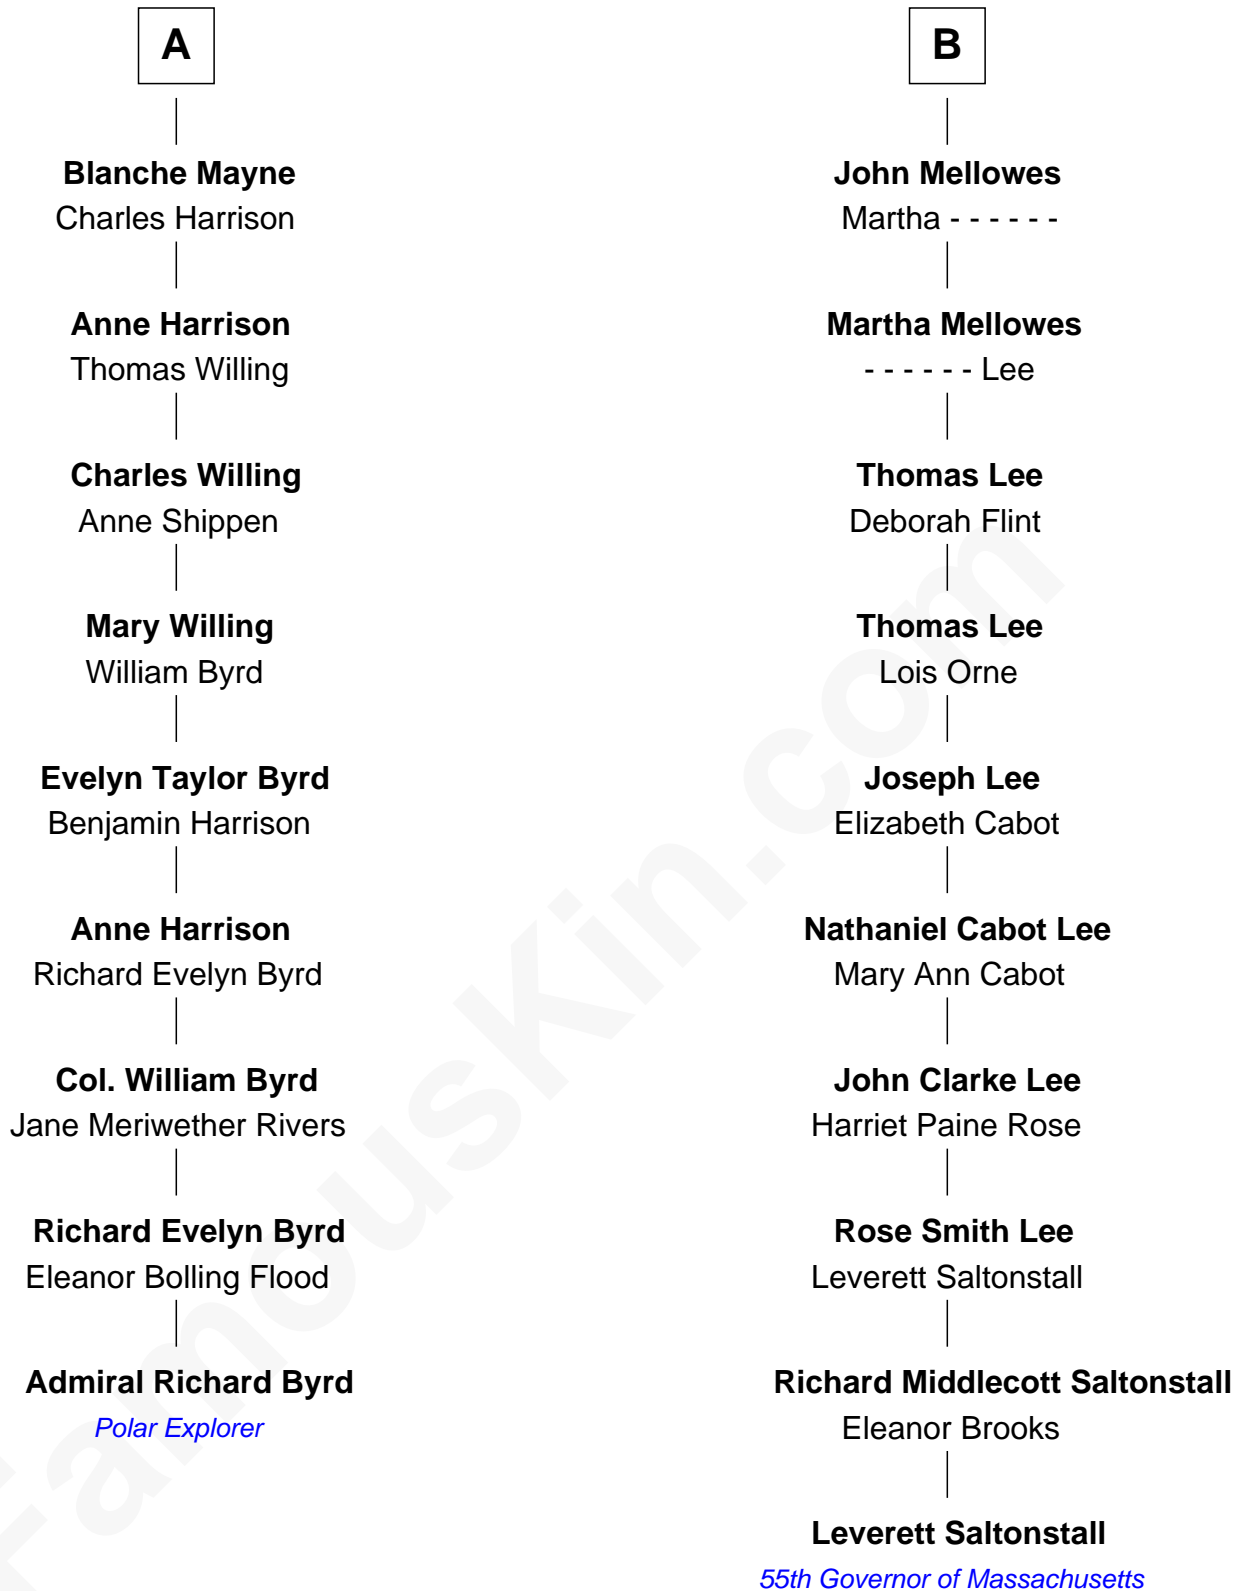 A
Blanche Mayne
Charles Harrison
Anne Harrison
Thomas Willing
Charles Willing
Anne Shippen
Mary Willing
William Byrd
Evelyn Taylor Byrd
Benjamin Harrison
Anne Harrison
Richard Evelyn Byrd
Col. William Byrd
Jane Meriwether Rivers
Richard Evelyn Byrd
Eleanor Bolling Flood
Admiral Richard Byrd
Polar Explorer
B
John Mellowes
Martha - - - - - -
Martha Mellowes
- - - - - - Lee
Thomas Lee
Deborah Flint
Thomas Lee
Lois Orne
Joseph Lee
Elizabeth Cabot
Nathaniel Cabot Lee
Mary Ann Cabot
John Clarke Lee
Harriet Paine Rose
Rose Smith Lee
Leverett Saltonstall
Richard Middlecott Saltonstall
Eleanor Brooks
Leverett Saltonstall
55th Governor of Massachusetts
FamousKin.com